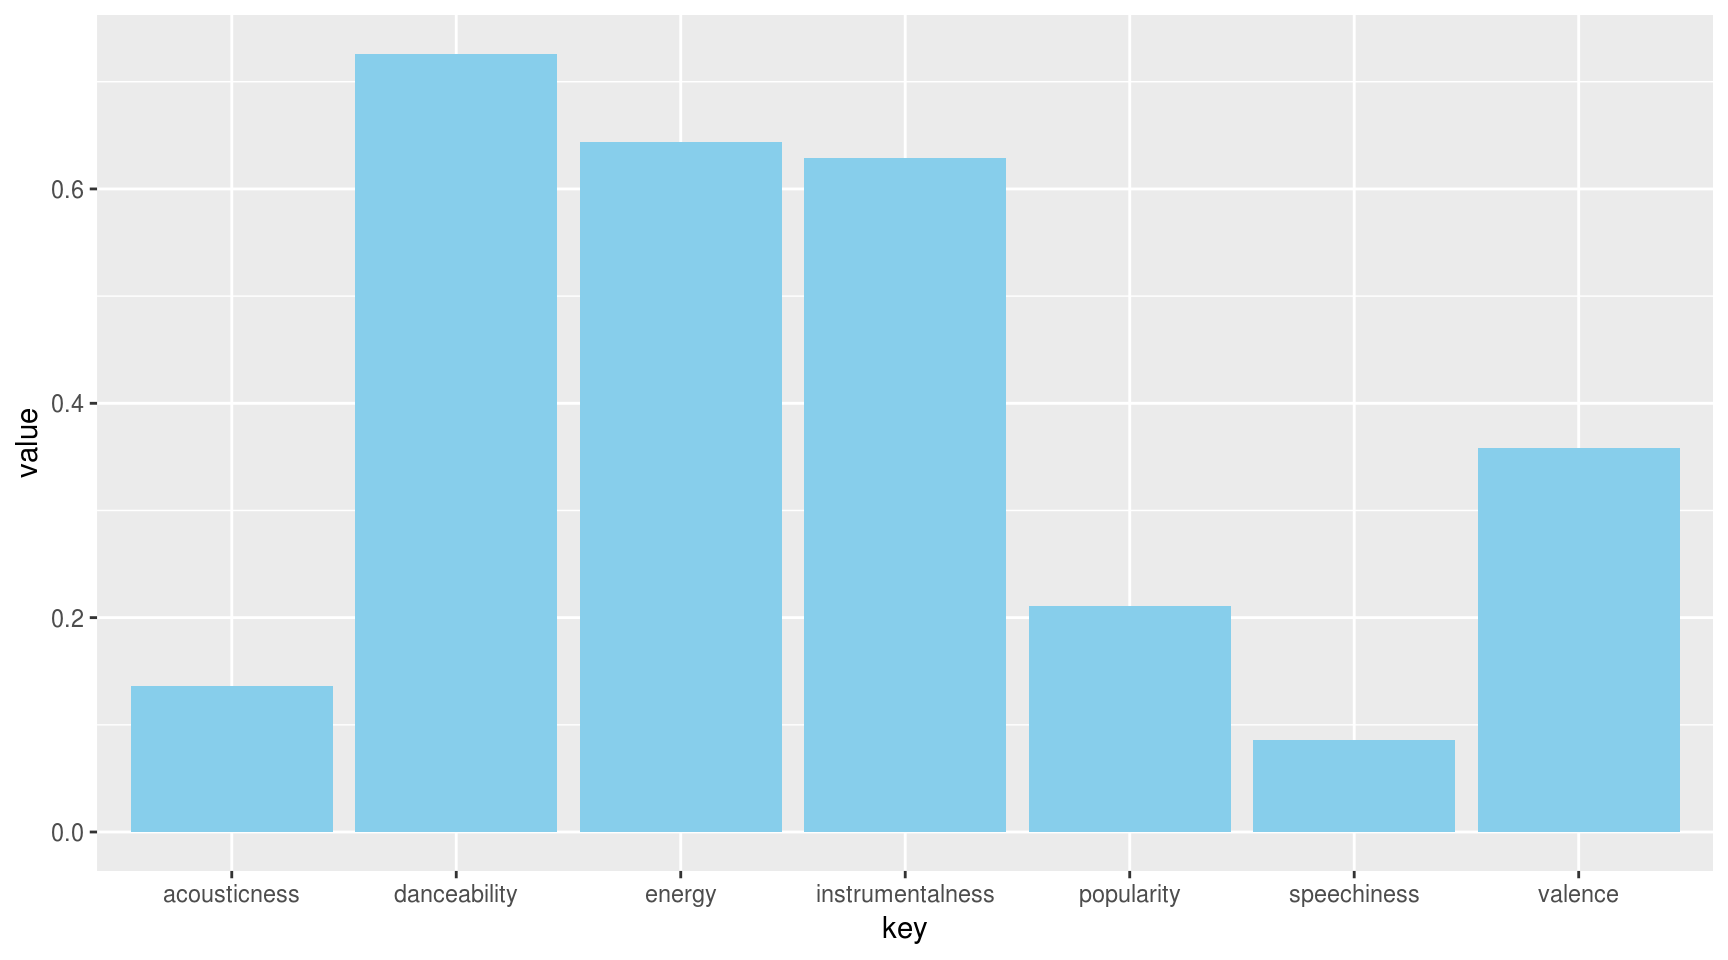 value
0.6
0.4
0.2
0.0
acousticness danceability energy instrumentalness popularity speechiness valence
key